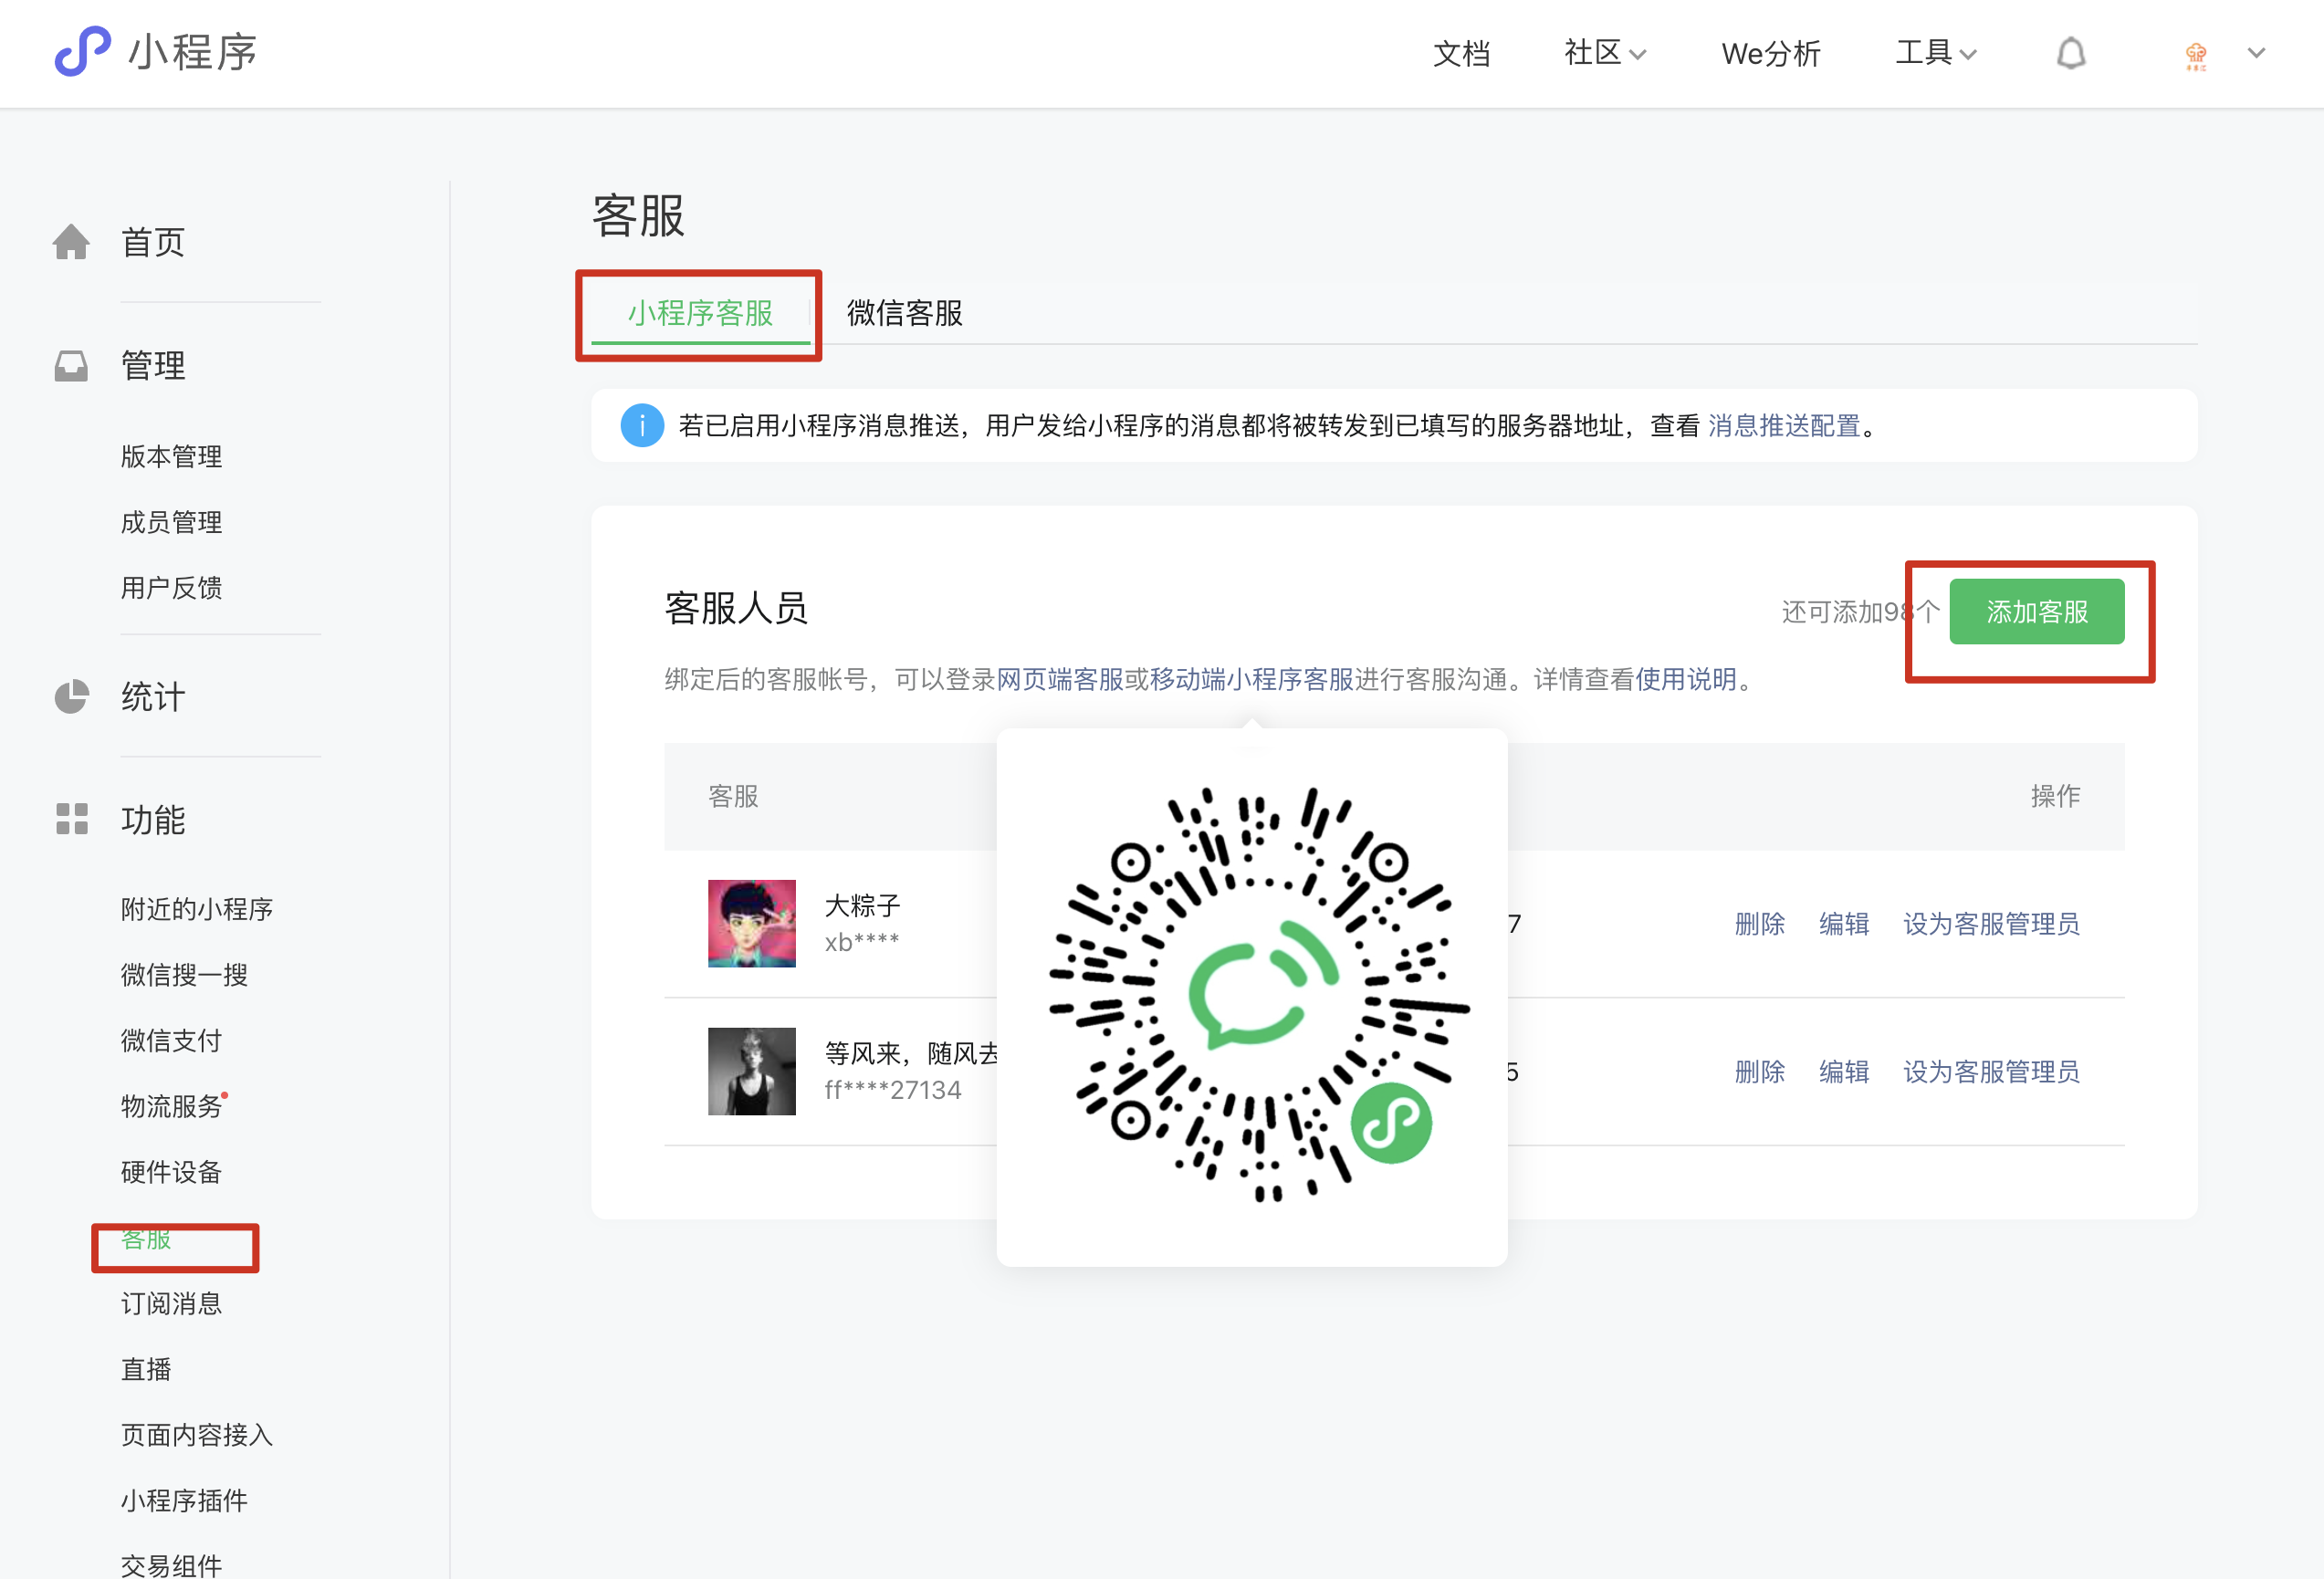 小程序
文档
社区
We分析
工具
首页
管理
版本管理
成员管理
用户反馈
统计
功能
附近的小程序
微信搜一搜
微信支付
物流服务
硬件设备
客服
订阅消息
直播
页面内容接入
小程序插件
交易组件
客服
小程序客服
微信客服
若已启用小程序消息推送，用户发给小程序的消息都将被转发到已填写的服务器地址，查看 消息推送配置。
客服人员
还可添加98个
添加客服
绑定后的客服帐号，可以登录网页端客服或移动端小程序客服进行客服沟通。详情查看使用说明。
客服
操作
大粽子
xb****
7
删除 编辑 设为客服管理员
等风来，随风去
ff****27134
5
删除 编辑 设为客服管理员